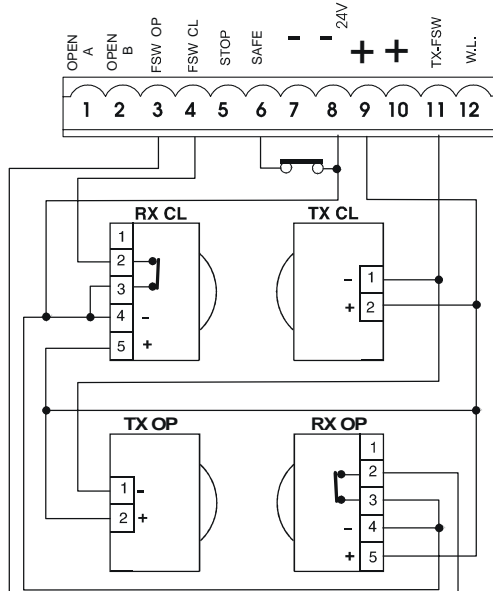 OPEN A
OPEN B
FSW OP
FSW CL
STOP
SAFE
-
-
24V
+
+
TX-FSW
W.L.
1 2 3 4 5 6 7 8 9 10 11 12
RX CL
1
2
3
4 -
5 +
TX CL
- 1
+ 2
TX OP
1 -
2 +
RX OP
1
2
3
- 4
+ 5